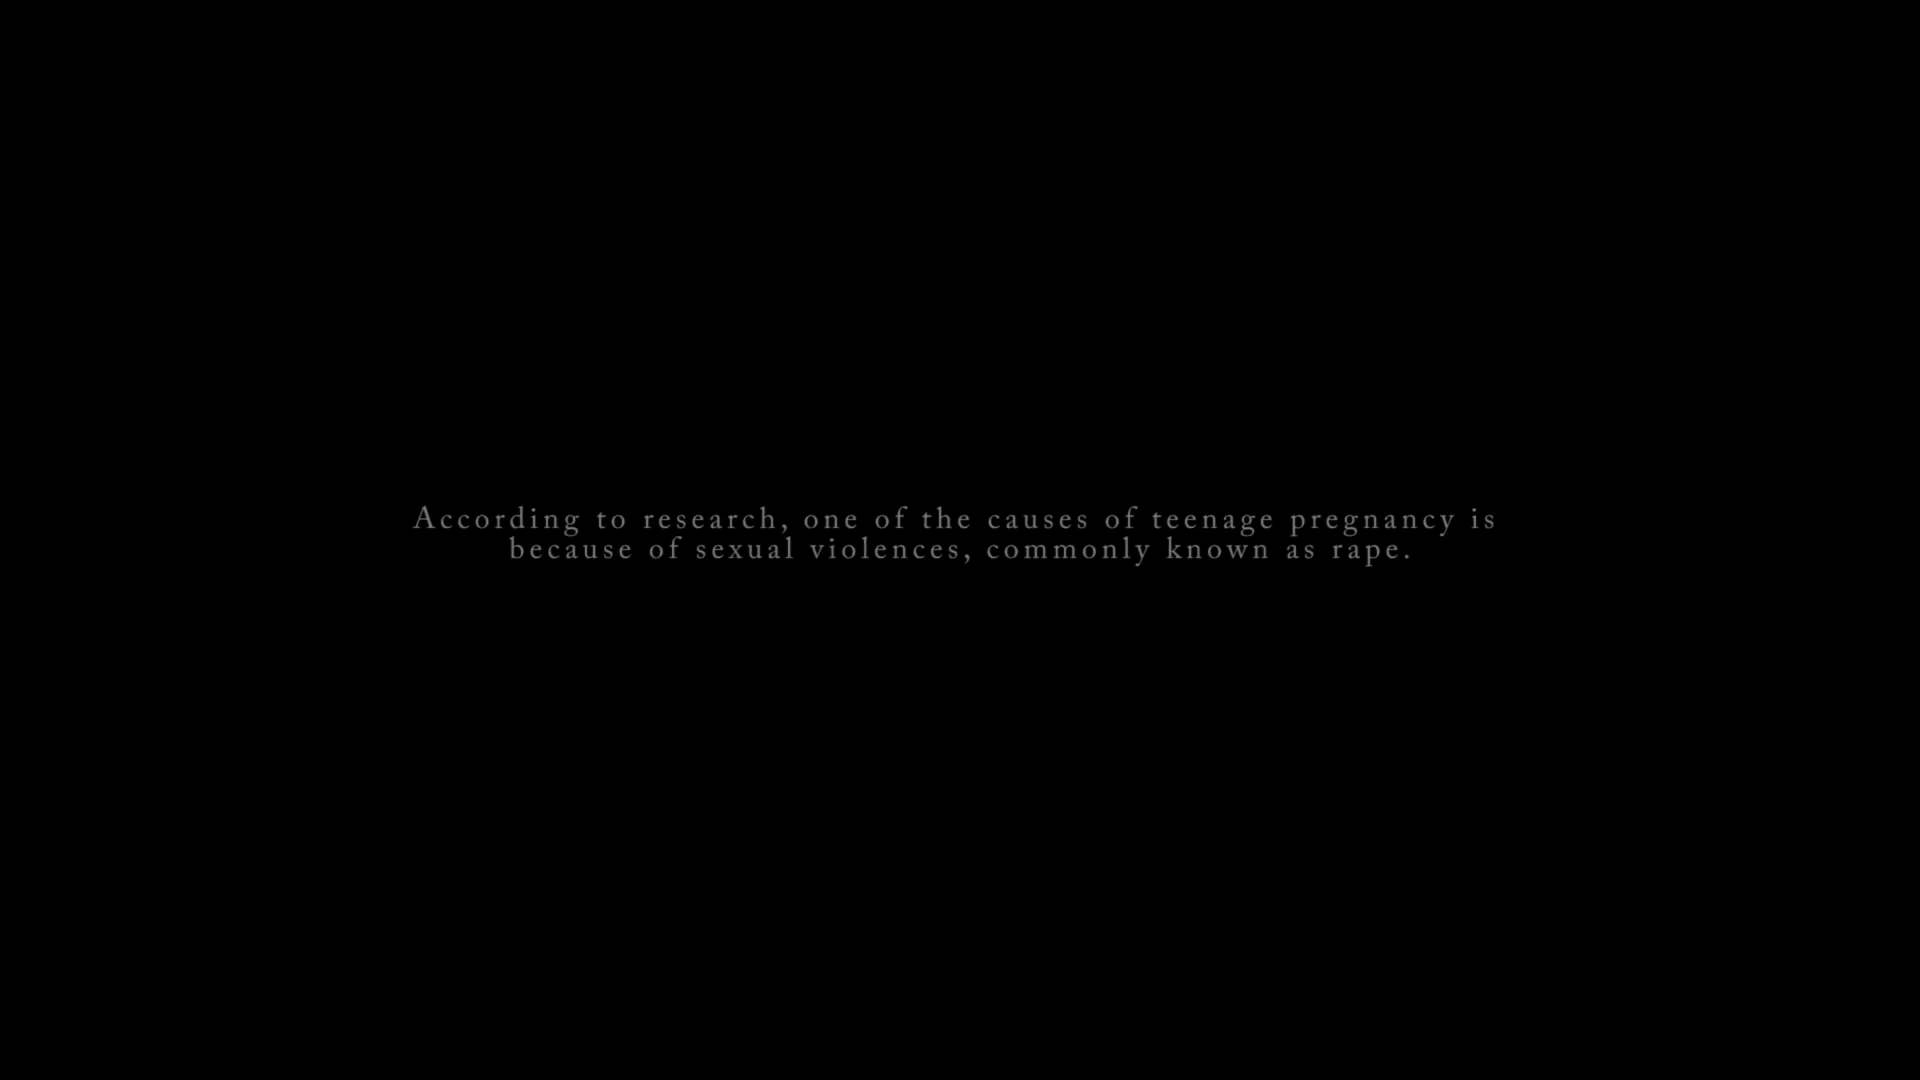 According to research, one of the causes of teenage pregnancy is
because of sexual violences, commonly known as rape.